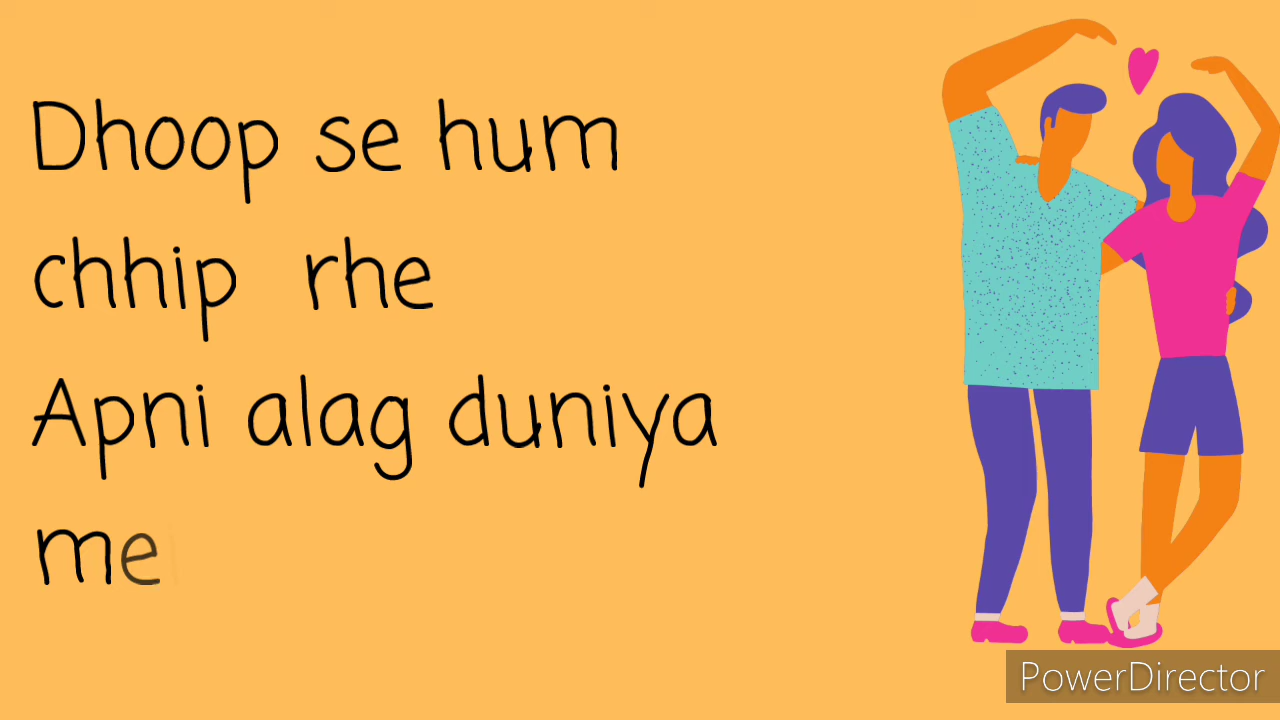 Dhoop se hum
chhip rhe
Apni alag duniya
me
PowerDirector